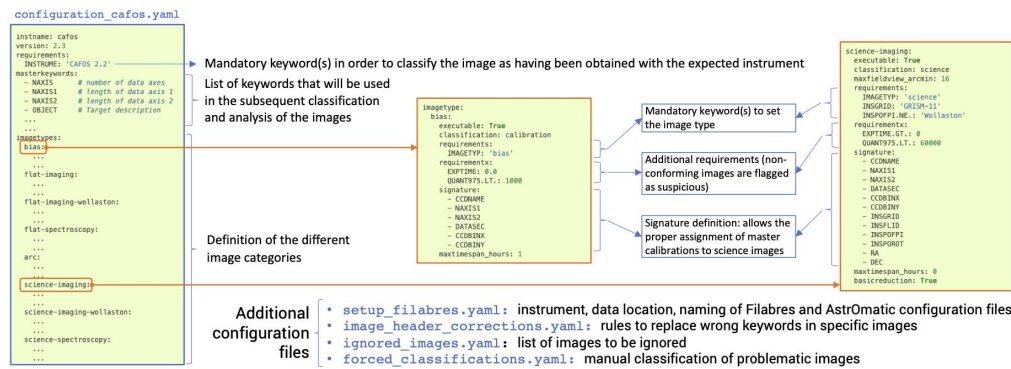 configuration_cafos.yaml
instname: cafos
version: 2.3
requirements:
INSTRUME: 'CAFOS 2.2'
masterkeywords:
- NAXIS # number of data axes
- NAXIS1 # length of data axis 1
- NAXIS2 # length of data axis 2
- OBJECT # Target description
...
...
imagetypes:
bias:
...
...
flat-imaging:
...
...
flat-imaging-wollaston:
...
...
flat-spectroscopy:
...
...
arc:
...
...
science-imaging:
...
...
science-imaging-wollaston:
...
...
science-spectroscopy:
...
...
Mandatory keyword(s) in order to classify the image as having been obtained with the expected instrument
List of keywords that will be used
in the subsequent classification
and analysis of the images
Definition of the different
image categories
imagetype:
bias:
executable: True
classification: calibration
requirements:
IMAGETYP: 'bias'
requirementx:
EXPTIME: 0.0
QUANT975.LT.: 1000
signature:
- CCDNAME
- NAXIS1
- NAXIS2
- DATASEC
- CCDBINX
- CCDBINY
maxtimespan_hours: 1
Mandatory keyword(s) to set
the image type
Additional requirements (non-
conforming images are flagged
as suspicious)
Signature definition: allows the
proper assignment of master
calibrations to science images
science-imaging:
executable: True
classification: science
maxfieldview_arcmin: 16
requirements:
IMAGETYP: 'science'
INSGRID: 'GRISM-11'
INSPOFPI.NE.: 'Wollaston'
requirementx:
EXPTIME.GT.: 0
QUANT975.LT.: 60000
signature:
- CCDNAME
- NAXIS1
- NAXIS2
- DATASEC
- CCDBINX
- CCDBINY
- INSGRID
- INSFLID
- INSPOFPI
- INSPOROT
- RA
- DEC
maxtimespan_hours: 0
basicreduction: True
Additional
configuration
files
• setup_filabres.yaml: instrument, data location, naming of Filabres and AstrOmatic configuration files
• image_header_corrections.yaml: rules to replace wrong keywords in specific images
• ignored_images.yaml: list of images to be ignored
• forced_classifications.yaml: manual classification of problematic images